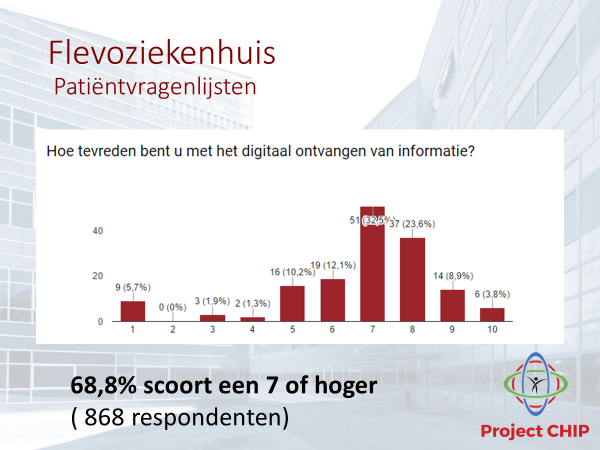 Flevoziekenhuis
Patiëntvragenlijsten
Hoe tevreden bent u met het digitaal ontvangen van informatie?
40
20
0
9 (5,7%)
0 (0%)
3 (1,9%)
2 (1,3%)
16 (10,2%)
19 (12,1%)
51 (32,5%)
37 (23,6%)
14 (8,9%)
6 (3,8%)
1 2 3 4 5 6 7 8 9 10
68,8% scoort een 7 of hoger
( 868 respondenten)
Project CHIP